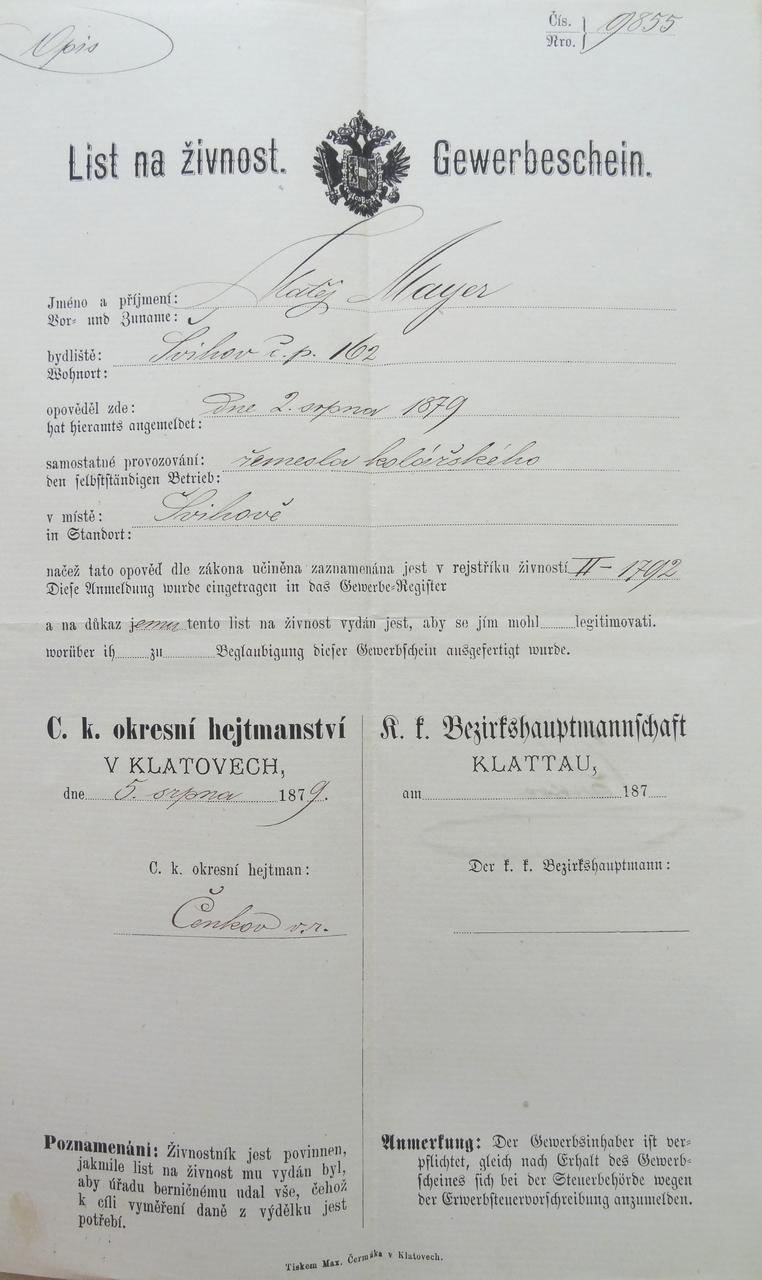 Opis
Čís. 9855
Nro.
List na živnost. Gewerbeschein.
Jméno a příjmení: Matěj Mayer
Vor- und Zuname:
bydliště: Švihov č. p. 162
Wohnort:
opověděl zde: dne 2. srpna 1879
hat hieramts angemeldet:
samostatné provozování: řemesla kolářského
den selbstständigen Betrieb:
v místě: Švihově
in Standort:
načež tato opověď dle zákona učiněna zaznamenána jest v rejstříku živností II – 1792
Diese Anmeldung wurde eingetragen in das Gewerbe-Register
a na důkaz jemu tento list na živnost vydán jest, aby se jím mohl legitimovati.
worüber ih zu Beglaubigung dieser Gewerbschein ausgefertigt wurde.
C. k. okresní hejtmanství
V KLATOVECH,
dne 5. srpna 1879.
C. k. okresní hejtman:
Čenkov v. r.
K. k. Bezirkshauptmannschaft
KLATTAU,
am 187
Der k. k. Bezirkshauptmann:
Poznamenání: Živnostník jest povinnen,
jakmile list na živnost mu vydán byl,
aby úřadu berničnému udal vše, čehož
k cíli vyměření daně z výdělku jest
potřebí.
Anmerkung: Der Gewerbsinhaber ist ver-
pflichtet, gleich nach Erhalt des Gewerb-
scheines sich bei der Steuerbehörde wegen
der Erwerbsteuervorschreibung anzumelden.
Tiskem Max. Čermáka v Klatovech.